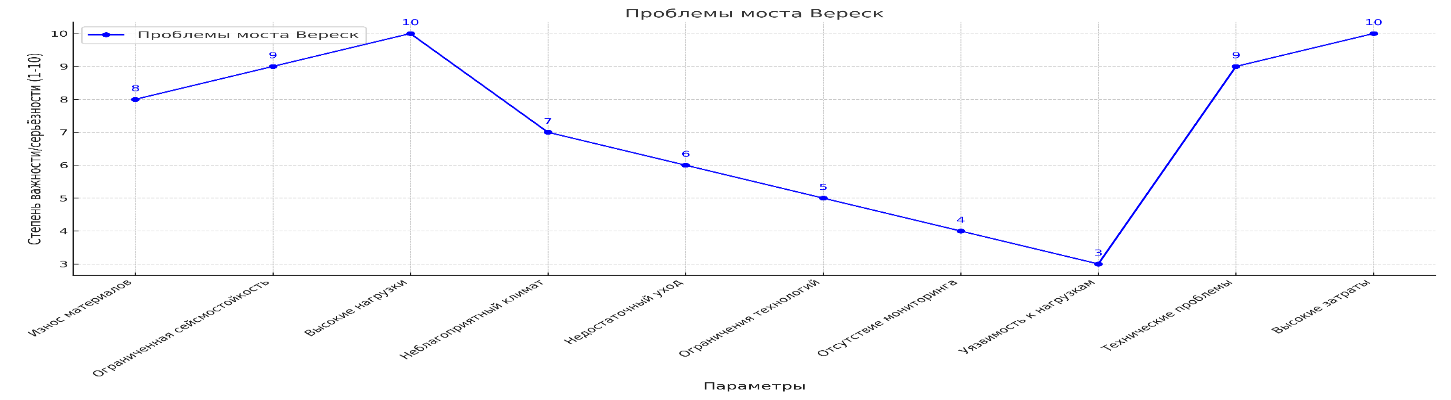 Проблемы моста Вереск
Проблемы моста Вереск
Степень важности/серьёзности (1-10)
10
9
8
7
6
5
4
3
8
9
10
7
6
5
4
3
9
10
Износ материалов
Ограниченная сейсмостойкость
Высокие нагрузки
Неблагоприятный климат
Недостаточный уход
Ограничения технологий
Отсутствие мониторинга
Уязвимость к нагрузкам
Технические проблемы
Высокие затраты
Параметры